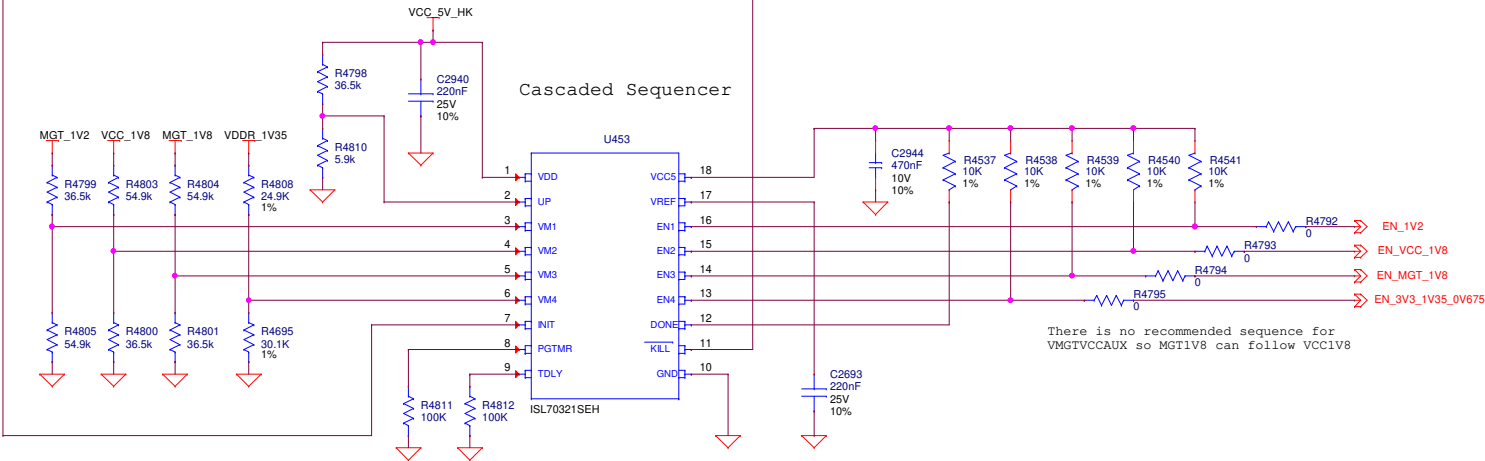 VCC_5V_HK
R4798
36.5k
C2940
220nF
25V
10%
Cascaded Sequencer
MGT_1V2
VCC_1V8
MGT_1V8
VDDR_1V35
R4810
5.9k
U453
C2944
470nF
10V
10%
R4537
10K
1%
R4538
10K
1%
R4539
10K
1%
R4540
10K
1%
R4541
10K
1%
R4799
36.5k
R4803
54.9k
R4804
54.9k
R4808
24.9K
1%
1
VDD
VCC5
18
2
UP
VREF
17
3
VM1
EN1
16
R4792
0
EN_1V2
4
VM2
EN2
15
R4793
0
EN_VCC_1V8
5
VM3
EN3
14
R4794
0
EN_MGT_1V8
6
VM4
EN4
13
R4795
0
EN_3V3_1V35_0V675
7
INIT
DONE
12
8
PGTMR
KILL
11
9
TDLY
GND
10
R4805
54.9k
R4800
36.5k
R4801
36.5k
R4695
30.1K
1%
There is no recommended sequence for
VMGTVCCAUX so MGT1V8 can follow VCC1V8
R4811
100K
R4812
100K
ISL70321SEH
C2693
220nF
25V
10%